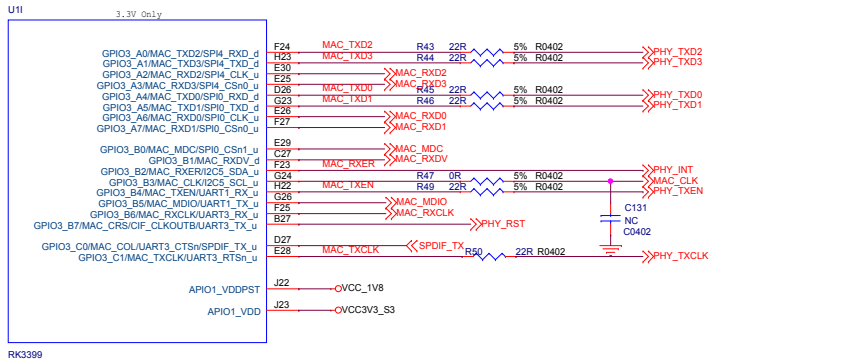 U1I
3.3V Only
GPIO3_A0/MAC_TXD2/SPI4_RXD_d F24 MAC_TXD2 R43 22R 5% R0402 PHY_TXD2
GPIO3_A1/MAC_TXD3/SPI4_TXD_d H23 MAC_TXD3 R44 22R 5% R0402 PHY_TXD3
GPIO3_A2/MAC_RXD2/SPI4_CLK_u E30 MAC_RXD2
GPIO3_A3/MAC_RXD3/SPI4_CSn0_u E25 MAC_RXD3
GPIO3_A4/MAC_TXD0/SPI0_RXD_d D26 MAC_TXD0 R45 22R 5% R0402 PHY_TXD0
GPIO3_A5/MAC_TXD1/SPI0_TXD_d G23 MAC_TXD1 R46 22R 5% R0402 PHY_TXD1
GPIO3_A6/MAC_RXD0/SPI0_CLK_u E26 MAC_RXD0
GPIO3_A7/MAC_RXD1/SPI0_CSn0_u F27 MAC_RXD1
GPIO3_B0/MAC_MDC/SPI0_CSn1_u E29 MAC_MDC
GPIO3_B1/MAC_RXDV_d C27 MAC_RXDV
GPIO3_B2/MAC_RXER/I2C5_SDA_u F23 MAC_RXER PHY_INT
GPIO3_B3/MAC_CLK/I2C5_SCL_u G24 R47 0R 5% R0402 MAC_CLK
GPIO3_B4/MAC_TXEN/UART1_RX_u H22 MAC_TXEN R49 22R 5% R0402 PHY_TXEN
GPIO3_B5/MAC_MDIO/UART1_TX_u G26 MAC_MDIO
GPIO3_B6/MAC_RXCLK/UART3_RX_u F25 MAC_RXCLK
GPIO3_B7/MAC_CRS/CIF_CLKOUTB/UART3_TX_u B27 PHY_RST
C131
NC
C0402
GPIO3_C0/MAC_COL/UART3_CTSn/SPDIF_TX_u D27 SPDIF_TX
GPIO3_C1/MAC_TXCLK/UART3_RTSn_u E28 MAC_TXCLK R50 22R R0402 PHY_TXCLK
APIO1_VDDPST J22 VCC_1V8
APIO1_VDD J23 VCC3V3_S3
RK3399